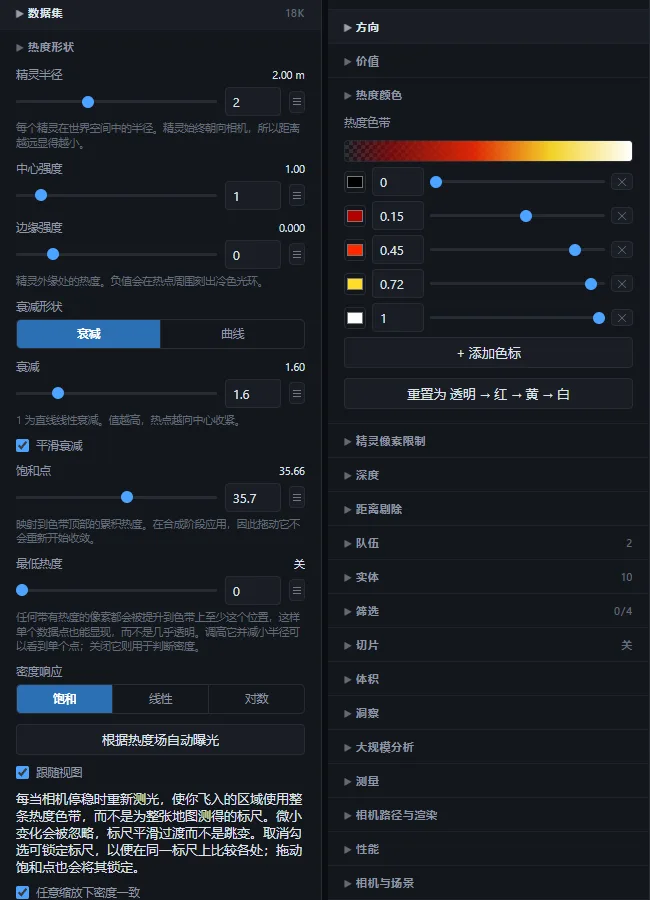 ▶ 数据集 18K
▶ 热度形状
精灵半径 2.00 m
2
每个精灵在世界空间中的半径。精灵始终朝向相机，所以距离
越远显得越小。
中心强度 1.00
1
边缘强度 0.000
0
精灵外缘处的热度。负值会在热点周围刻出冷色光环。
衰减形状
衰减 曲线
衰减 1.60
1.6
1 为直线线性衰减。值越高，热点越向中心收紧。
平滑衰减
饱和点 35.66
35.7
映射到色带顶部的累积热度。在合成阶段应用，因此拖动它不
会重新开始收敛。
最低热度 关
0
任何带有热度的像素都会被提升到色带上至少这个位置，这样
单个数据点也能显现，而不是几乎透明。调高它并减小半径可
以看到单个点；关闭它则用于判断密度。
密度响应
饱和 线性 对数
根据热度场自动曝光
跟随视图
每当相机停稳时重新测光，使你飞入的区域使用整
条热度色带，而不是为整张地图测得的标尺。微小
变化会被忽略，标尺平滑过渡而不是跳变。取消勾
选可锁定标尺，以便在同一标尺上比较各处；拖动
饱和点也会将其锁定。
任意缩放下密度一致
▶ 方向
▶ 价值
▶ 热度颜色
热度色带
0
0.15
0.45
0.72
1
+ 添加色标
重置为 透明 → 红 → 黄 → 白
▶ 精灵像素限制
▶ 深度
▶ 距离剔除
▶ 队伍 2
▶ 实体 10
▶ 筛选 0/4
▶ 切片 关
▶ 体积
▶ 洞察
▶ 大规模分析
▶ 测量
▶ 相机路径与渲染
▶ 性能
▶ 相机与场景